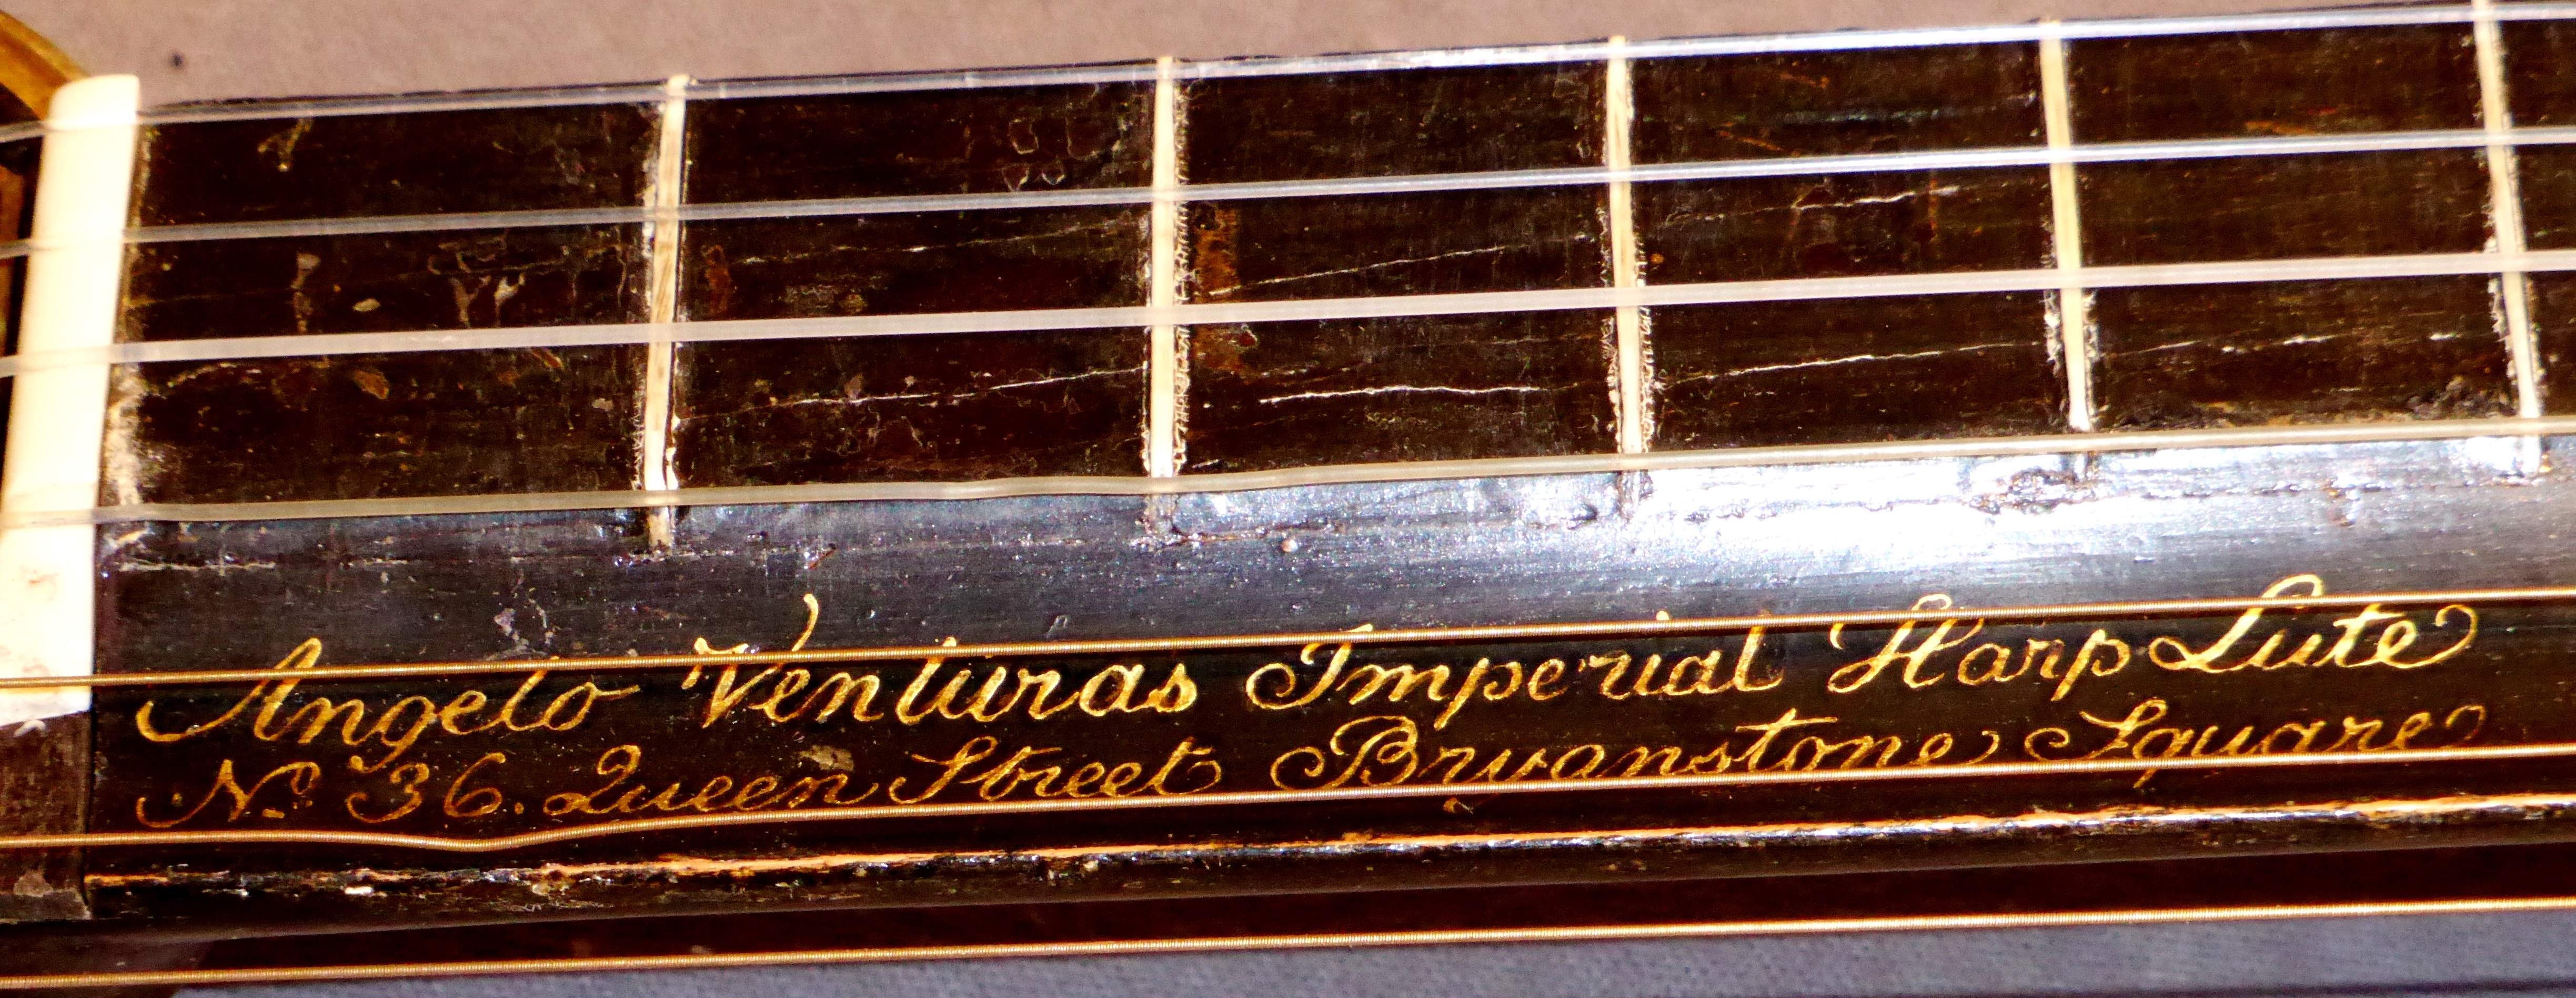 Angelo Venturas Imperial Harp Lute
No. 36. Queen Street Bryanstone Square